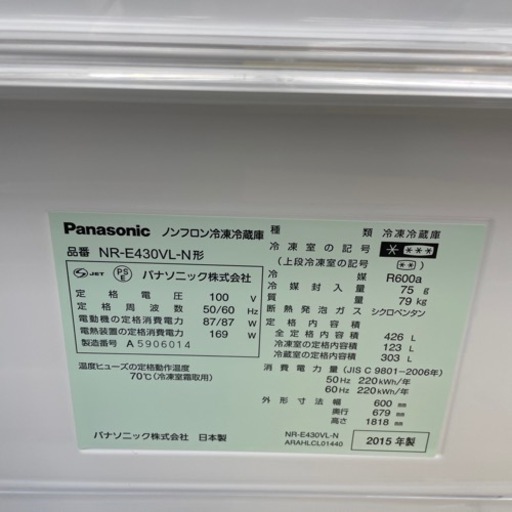 Panasonic ノンフロン冷凍冷蔵庫
品番 NR-E430VL-N形
S JET PS E パナソニック株式会社
定格電圧 100 V
定格周波数 50/60 Hz
電動機の定格消費電力 87/87 W
電熱装置の定格消費電力 169 W
製造番号 A 5906014
温度ヒューズの定格動作温度
70℃(冷凍室霜取用)
パナソニック株式会社 日本製
種類 冷凍冷蔵庫
冷凍室の記号
(上段冷凍室の記号)
冷媒 R600a
冷媒封入量 75 g
質量 79 kg
断熱発泡ガス シクロペンタン
定格内容積
全定格内容積 426 L
冷凍室の定格内容積 123 L
冷蔵室の定格内容積 303 L
消費電力量(JIS C 9801-2006年)
50Hz 220kWh/年
60Hz 220kWh/年
外形寸法 幅 600 mm
奥行 679 mm
高さ 1818 mm
NR-E430VL-N
ARAHLCL01440
2015年製